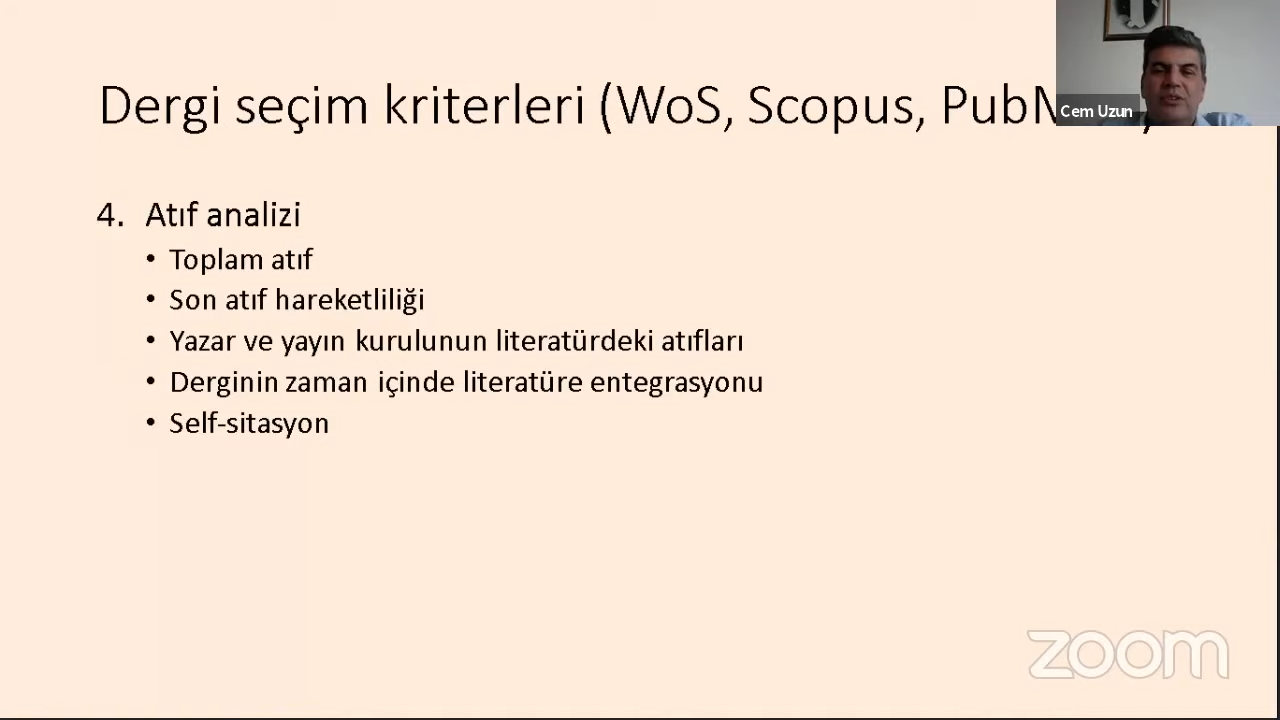 Dergi seçim kriterleri (WoS, Scopus,
Cem Uzun
4. Atıf analizi
• Toplam atıf
• Son atıf hareketliliği
• Yazar ve yayın kurulunun literatürdeki atıfları
• Derginin zaman içinde literatüre entegrasyonu
• Self-sitasyon
zoom